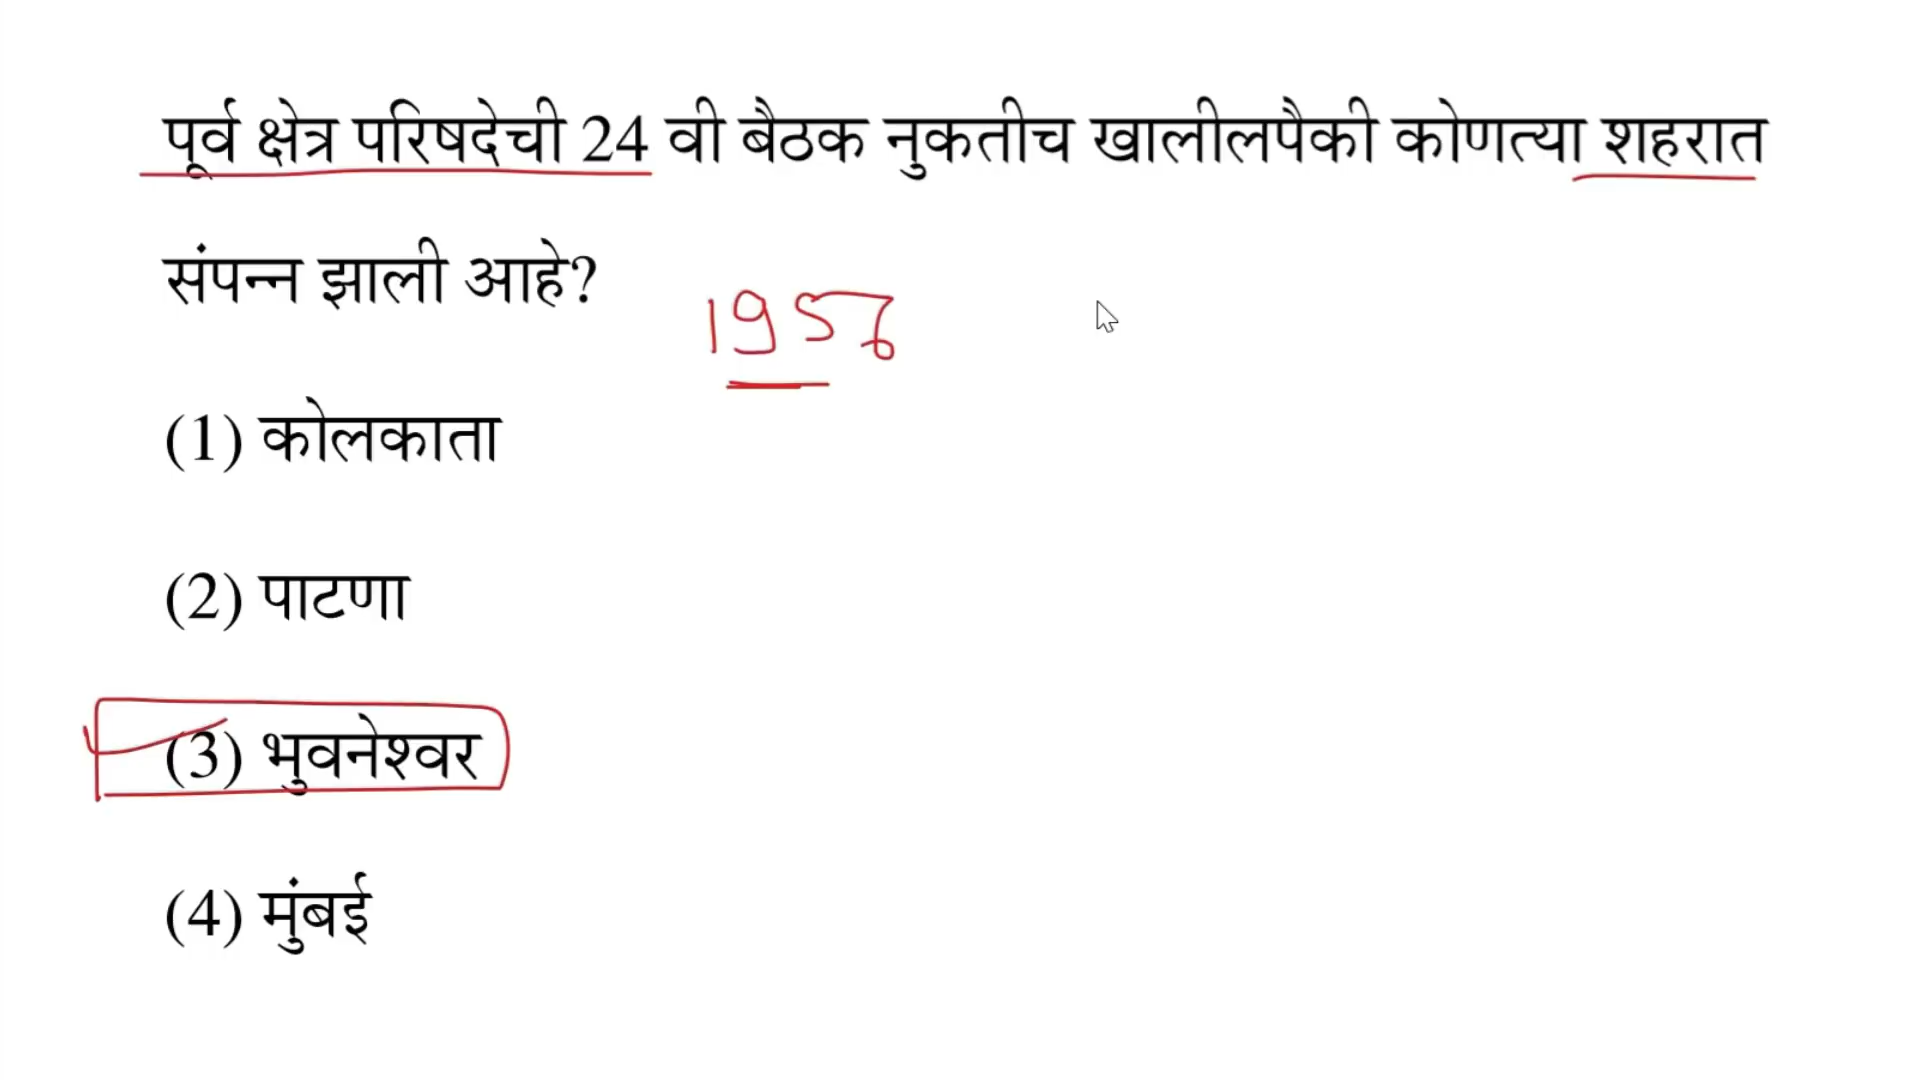 पूर्व क्षेत्र परिषदेची 24 वी बैठक नुकतीच खालीलपैकी कोणत्या शहरात
संपन्न झाली आहे?
1956
(1) कोलकाता
(2) पाटणा
(3) भुवनेश्वर
(4) मुंबई